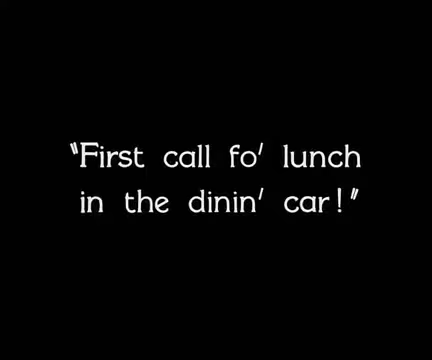 "First call fo' lunch
in the dinin' car!"